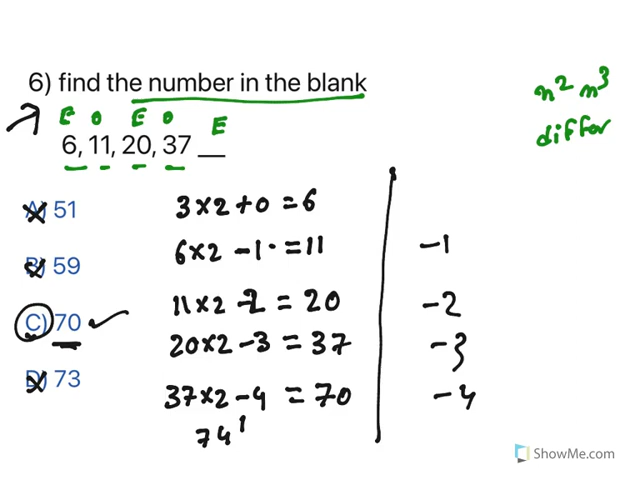 6) find the number in the blank
n² n³
differ
E O E O E
6, 11, 20, 37 __
A) 51
B) 59
C) 70
D) 73
3×2+0=6
6×2 -1·=11
-1
11×2 -2 = 20
-2
20×2 -3 = 37
-3
37×2 -4 = 70
-4
74
ShowMe.com